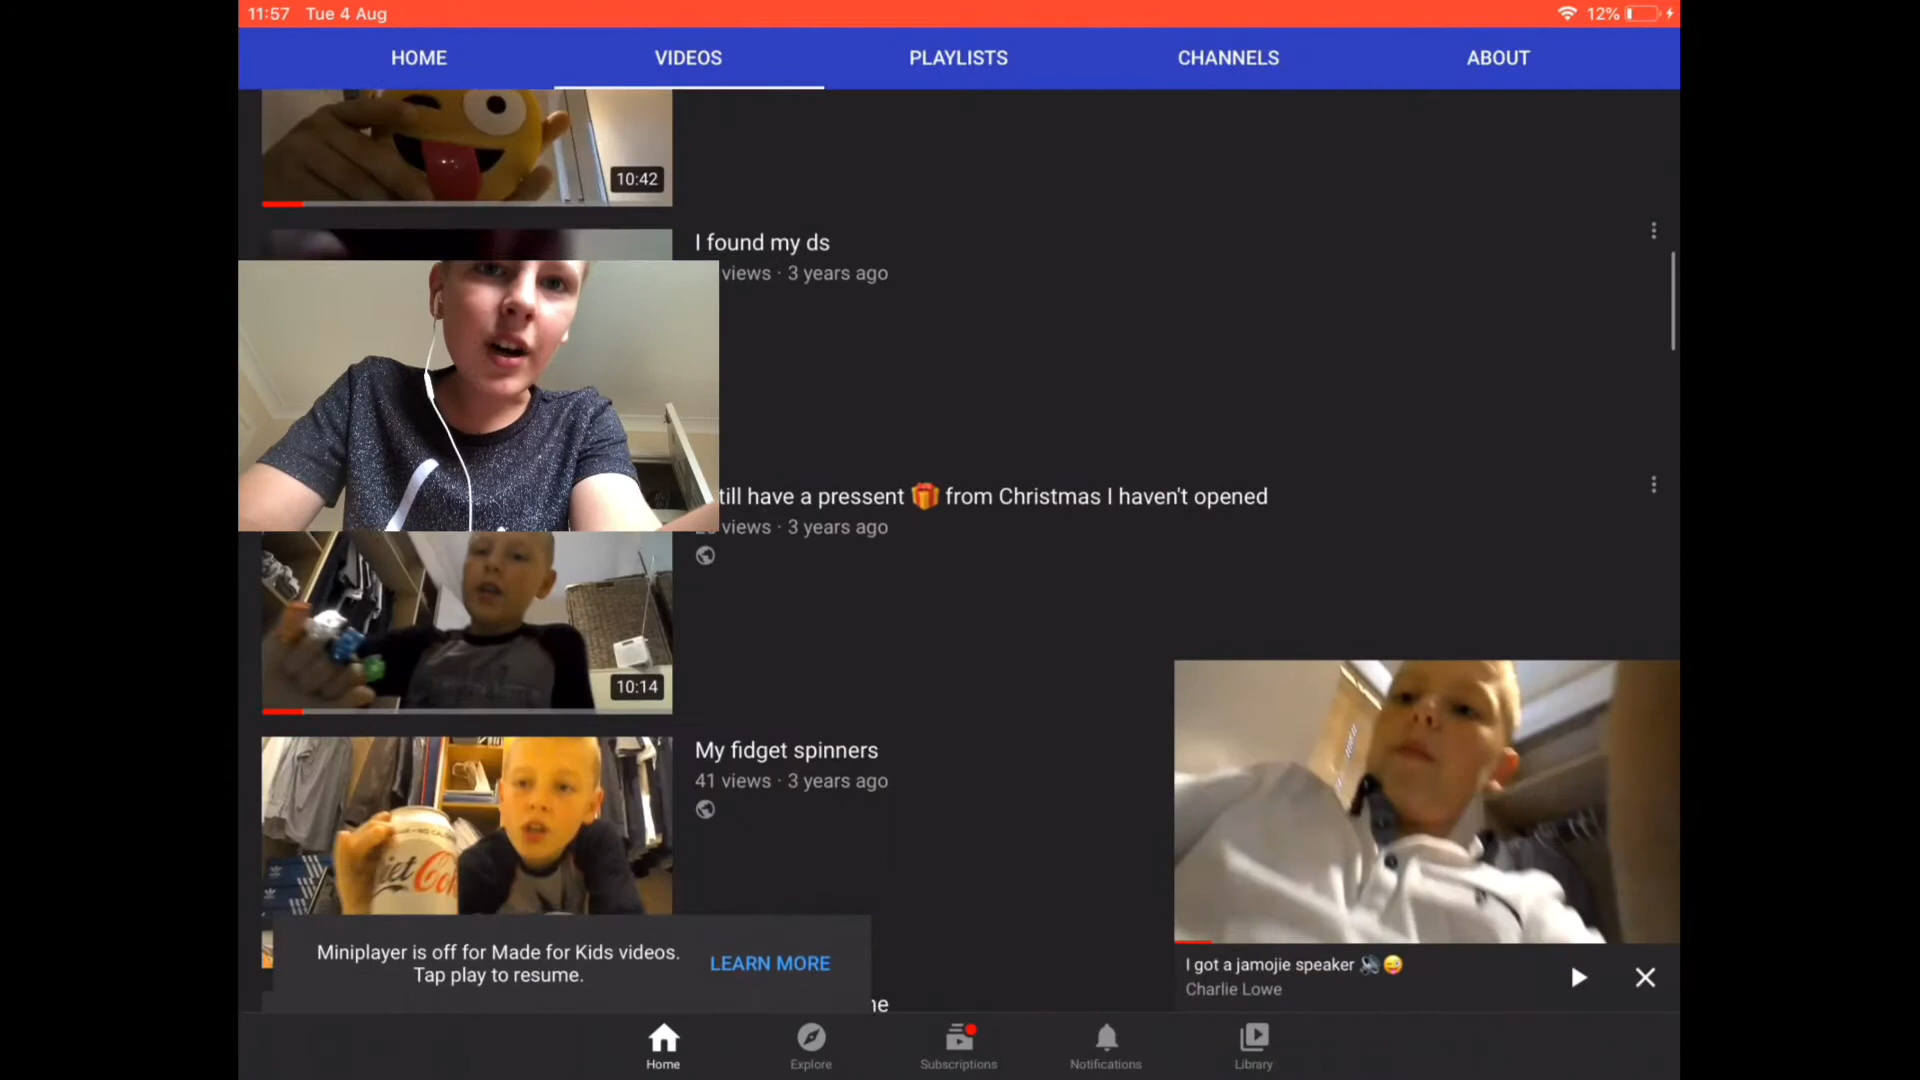 11:57 Tue 4 Aug
12%
HOME VIDEOS PLAYLISTS CHANNELS ABOUT
10:42
I found my ds
views · 3 years ago
till have a pressent 🎁 from Christmas I haven't opened
views · 3 years ago
10:14
My fidget spinners
41 views · 3 years ago
iet Cok
Miniplayer is off for Made for Kids videos.
Tap play to resume.
LEARN MORE
I got a jamojie speaker 🔊😜
Charlie Lowe
Home Explore Subscriptions Notifications Library